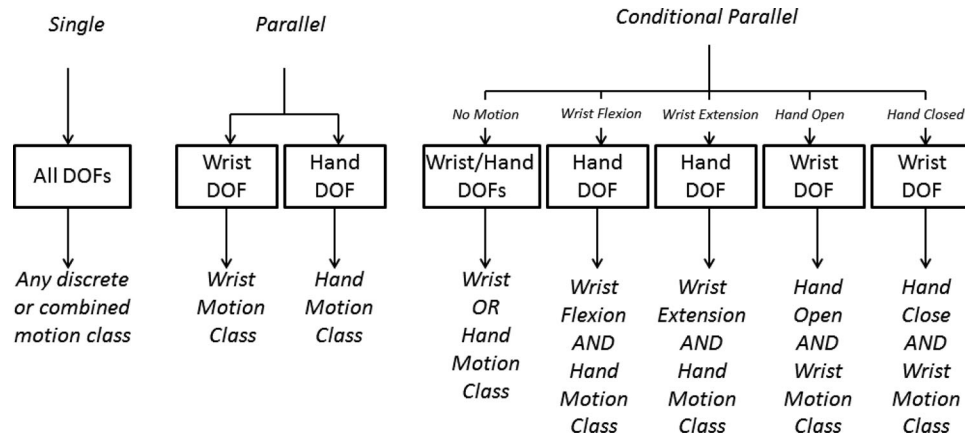 Single
All DOFs
Any discrete
or combined
motion class
Parallel
Wrist
DOF
Hand
DOF
Wrist
Motion
Class
Hand
Motion
Class
Conditional Parallel
No Motion
Wrist Flexion
Wrist Extension
Hand Open
Hand Closed
Wrist/Hand
DOFs
Hand
DOF
Hand
DOF
Wrist
DOF
Wrist
DOF
Wrist
OR
Hand
Motion
Class
Wrist
Flexion
AND
Hand
Motion
Class
Wrist
Extension
AND
Hand
Motion
Class
Hand
Open
AND
Wrist
Motion
Class
Hand
Close
AND
Wrist
Motion
Class